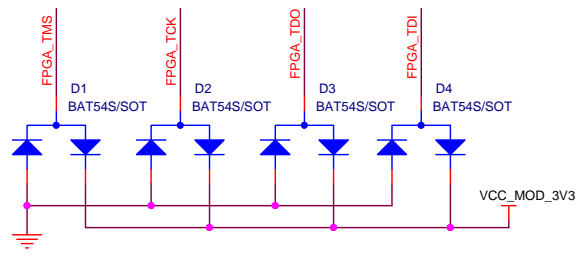 FPGA_TMS
FPGA_TCK
FPGA_TDO
FPGA_TDI
D1
BAT54S/SOT
D2
BAT54S/SOT
D3
BAT54S/SOT
D4
BAT54S/SOT
VCC_MOD_3V3